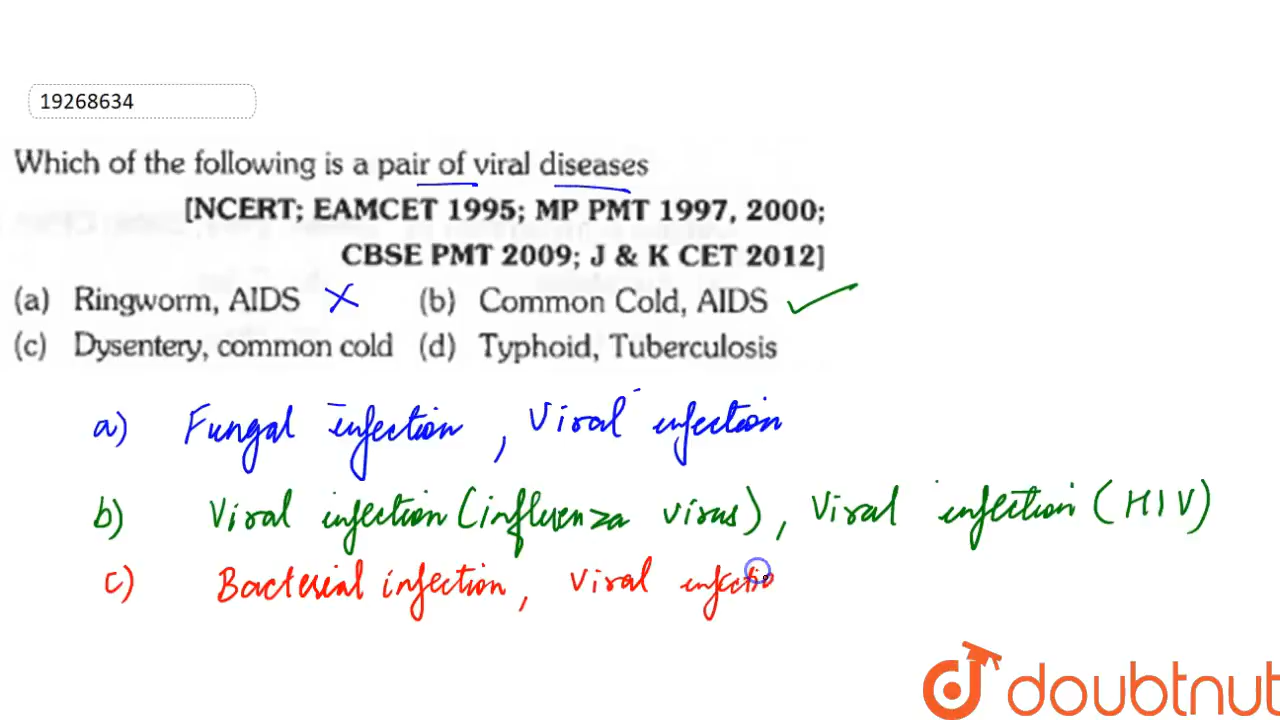 19268634
Which of the following is a pair of viral diseases
[NCERT; EAMCET 1995; MP PMT 1997, 2000;
CBSE PMT 2009; J & K CET 2012]
(a) Ringworm, AIDS (b) Common Cold, AIDS
(c) Dysentery, common cold (d) Typhoid, Tuberculosis
a) Fungal infection, Viral infection
b) Viral infection (influenza virus), Viral infection (HIV)
c) Bacterial infection, Viral infectio
doubtnut